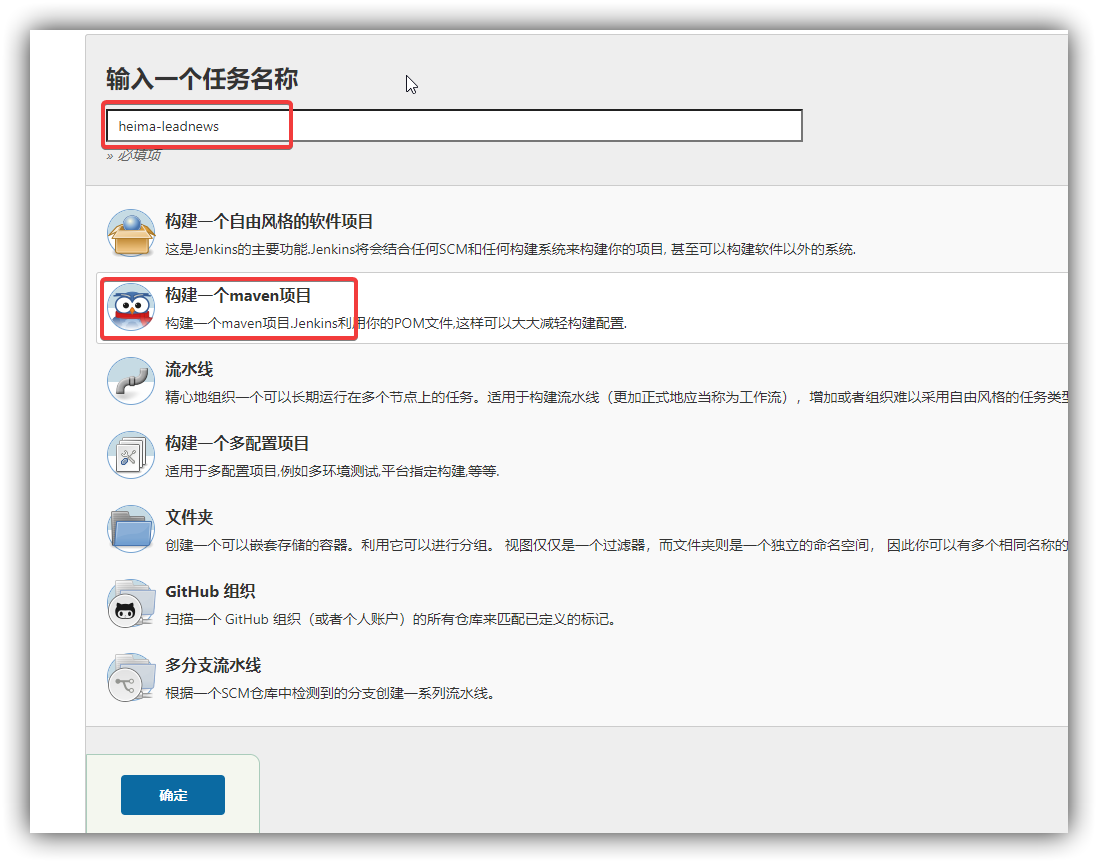 输入一个任务名称
heima-leadnews
» 必填项
构建一个自由风格的软件项目
这是Jenkins的主要功能.Jenkins将会结合任何SCM和任何构建系统来构建你的项目, 甚至可以构建软件以外的系统.
构建一个maven项目
构建一个maven项目.Jenkins利用你的POM文件,这样可以大大减轻构建配置.
流水线
精心地组织一个可以长期运行在多个节点上的任务。适用于构建流水线（更加正式地应当称为工作流），增加或者组织难以采用自由风格的任务类型
构建一个多配置项目
适用于多配置项目,例如多环境测试,平台指定构建,等等.
文件夹
创建一个可以嵌套存储的容器。利用它可以进行分组。 视图仅仅是一个过滤器，而文件夹则是一个独立的命名空间， 因此你可以有多个相同名称的
GitHub 组织
扫描一个 GitHub 组织（或者个人账户）的所有仓库来匹配已定义的标记。
多分支流水线
根据一个SCM仓库中检测到的分支创建一系列流水线。
确定